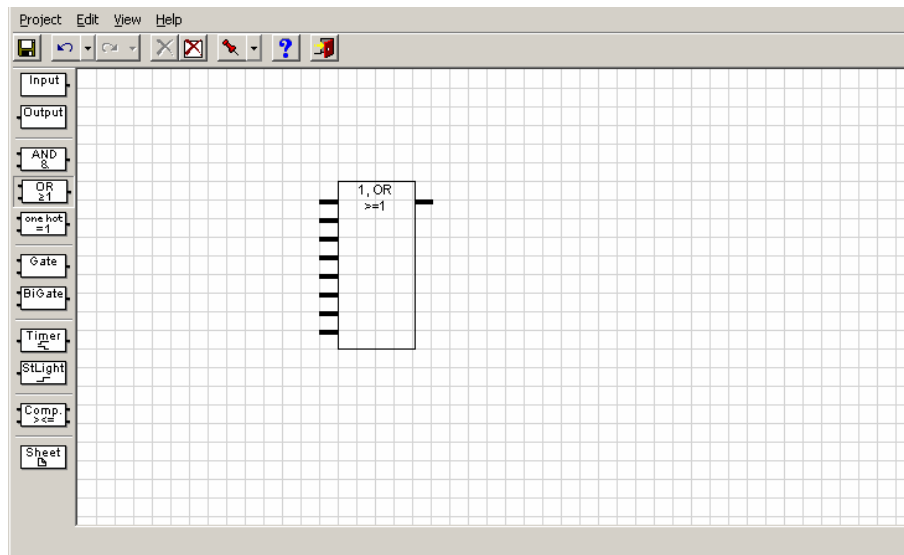 Project Edit View Help
?
Input
Output
AND
&
OR
≥1
one hot
=1
Gate
BiGate
Timer
StLight
Comp.
><=
Sheet
1, OR
>=1